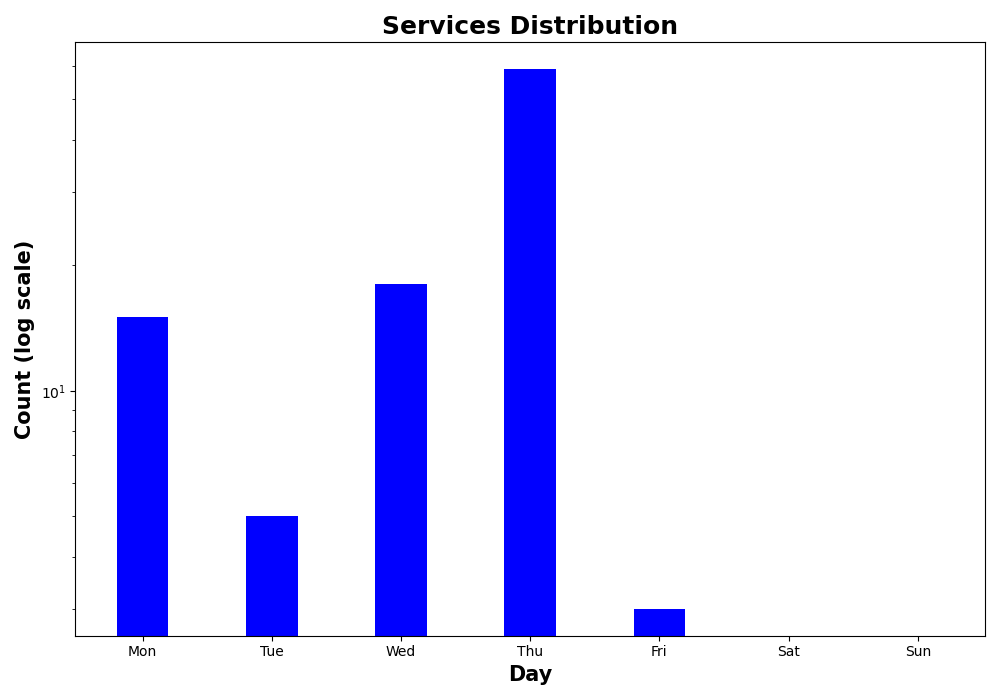 Services Distribution
Count (log scale)
10¹
Mon Tue Wed Thu Fri Sat Sun
Day